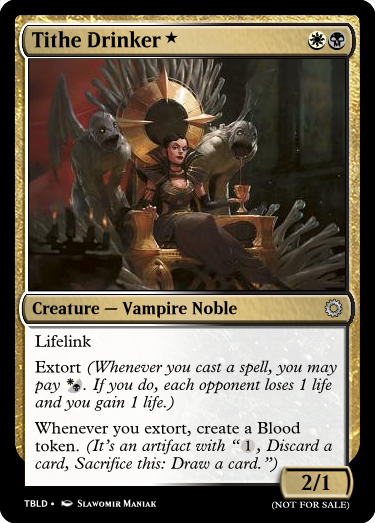 Tithe Drinker ★
Creature — Vampire Noble
Lifelink
Extort (Whenever you cast a spell, you may
pay . If you do, each opponent loses 1 life
and you gain 1 life.)
Whenever you extort, create a Blood
token. (It's an artifact with “1, Discard a
card, Sacrifice this: Draw a card.”)
2/1
TBLD • Slawomir Maniak
(NOT FOR SALE)